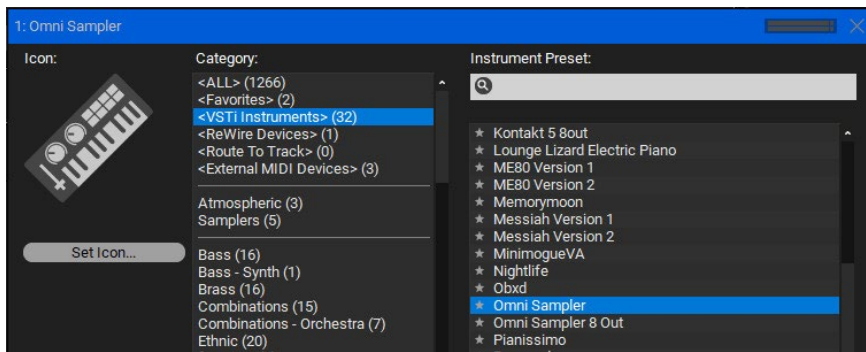 1: Omni Sampler
Icon:
Set Icon...
Category:
<ALL> (1266)
<Favorites> (2)
<VSTi Instruments> (32)
<ReWire Devices> (1)
<Route To Track> (0)
<External MIDI Devices> (3)
Atmospheric (3)
Samplers (5)
Bass (16)
Bass - Synth (1)
Brass (16)
Combinations (15)
Combinations - Orchestra (7)
Ethnic (20)
Instrument Preset:
★ Kontakt 5 8out
★ Lounge Lizard Electric Piano
★ ME80 Version 1
★ ME80 Version 2
★ Memorymoon
★ Messiah Version 1
★ Messiah Version 2
★ MinimogueVA
★ Nightlife
★ Obxd
★ Omni Sampler
★ Omni Sampler 8 Out
★ Pianissimo